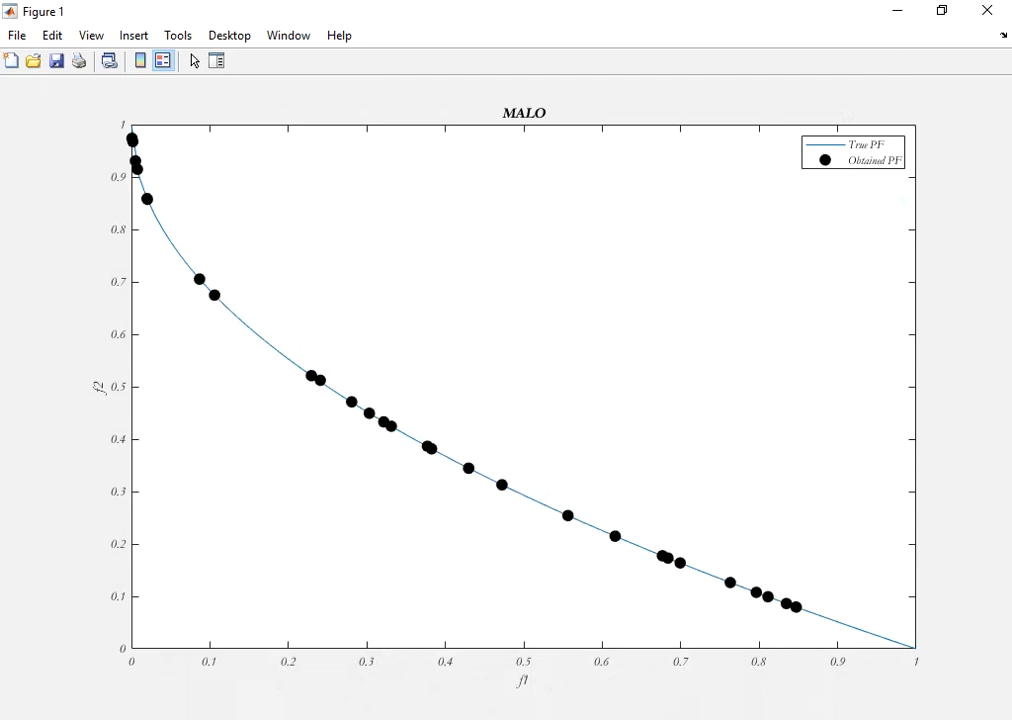 Figure 1
File Edit View Insert Tools Desktop Window Help
MALO
True PF
Obtained PF
1
0.9
0.8
0.7
0.6
0.5
0.4
0.3
0.2
0.1
0
f2
0 0.1 0.2 0.3 0.4 0.5 0.6 0.7 0.8 0.9 1
f1